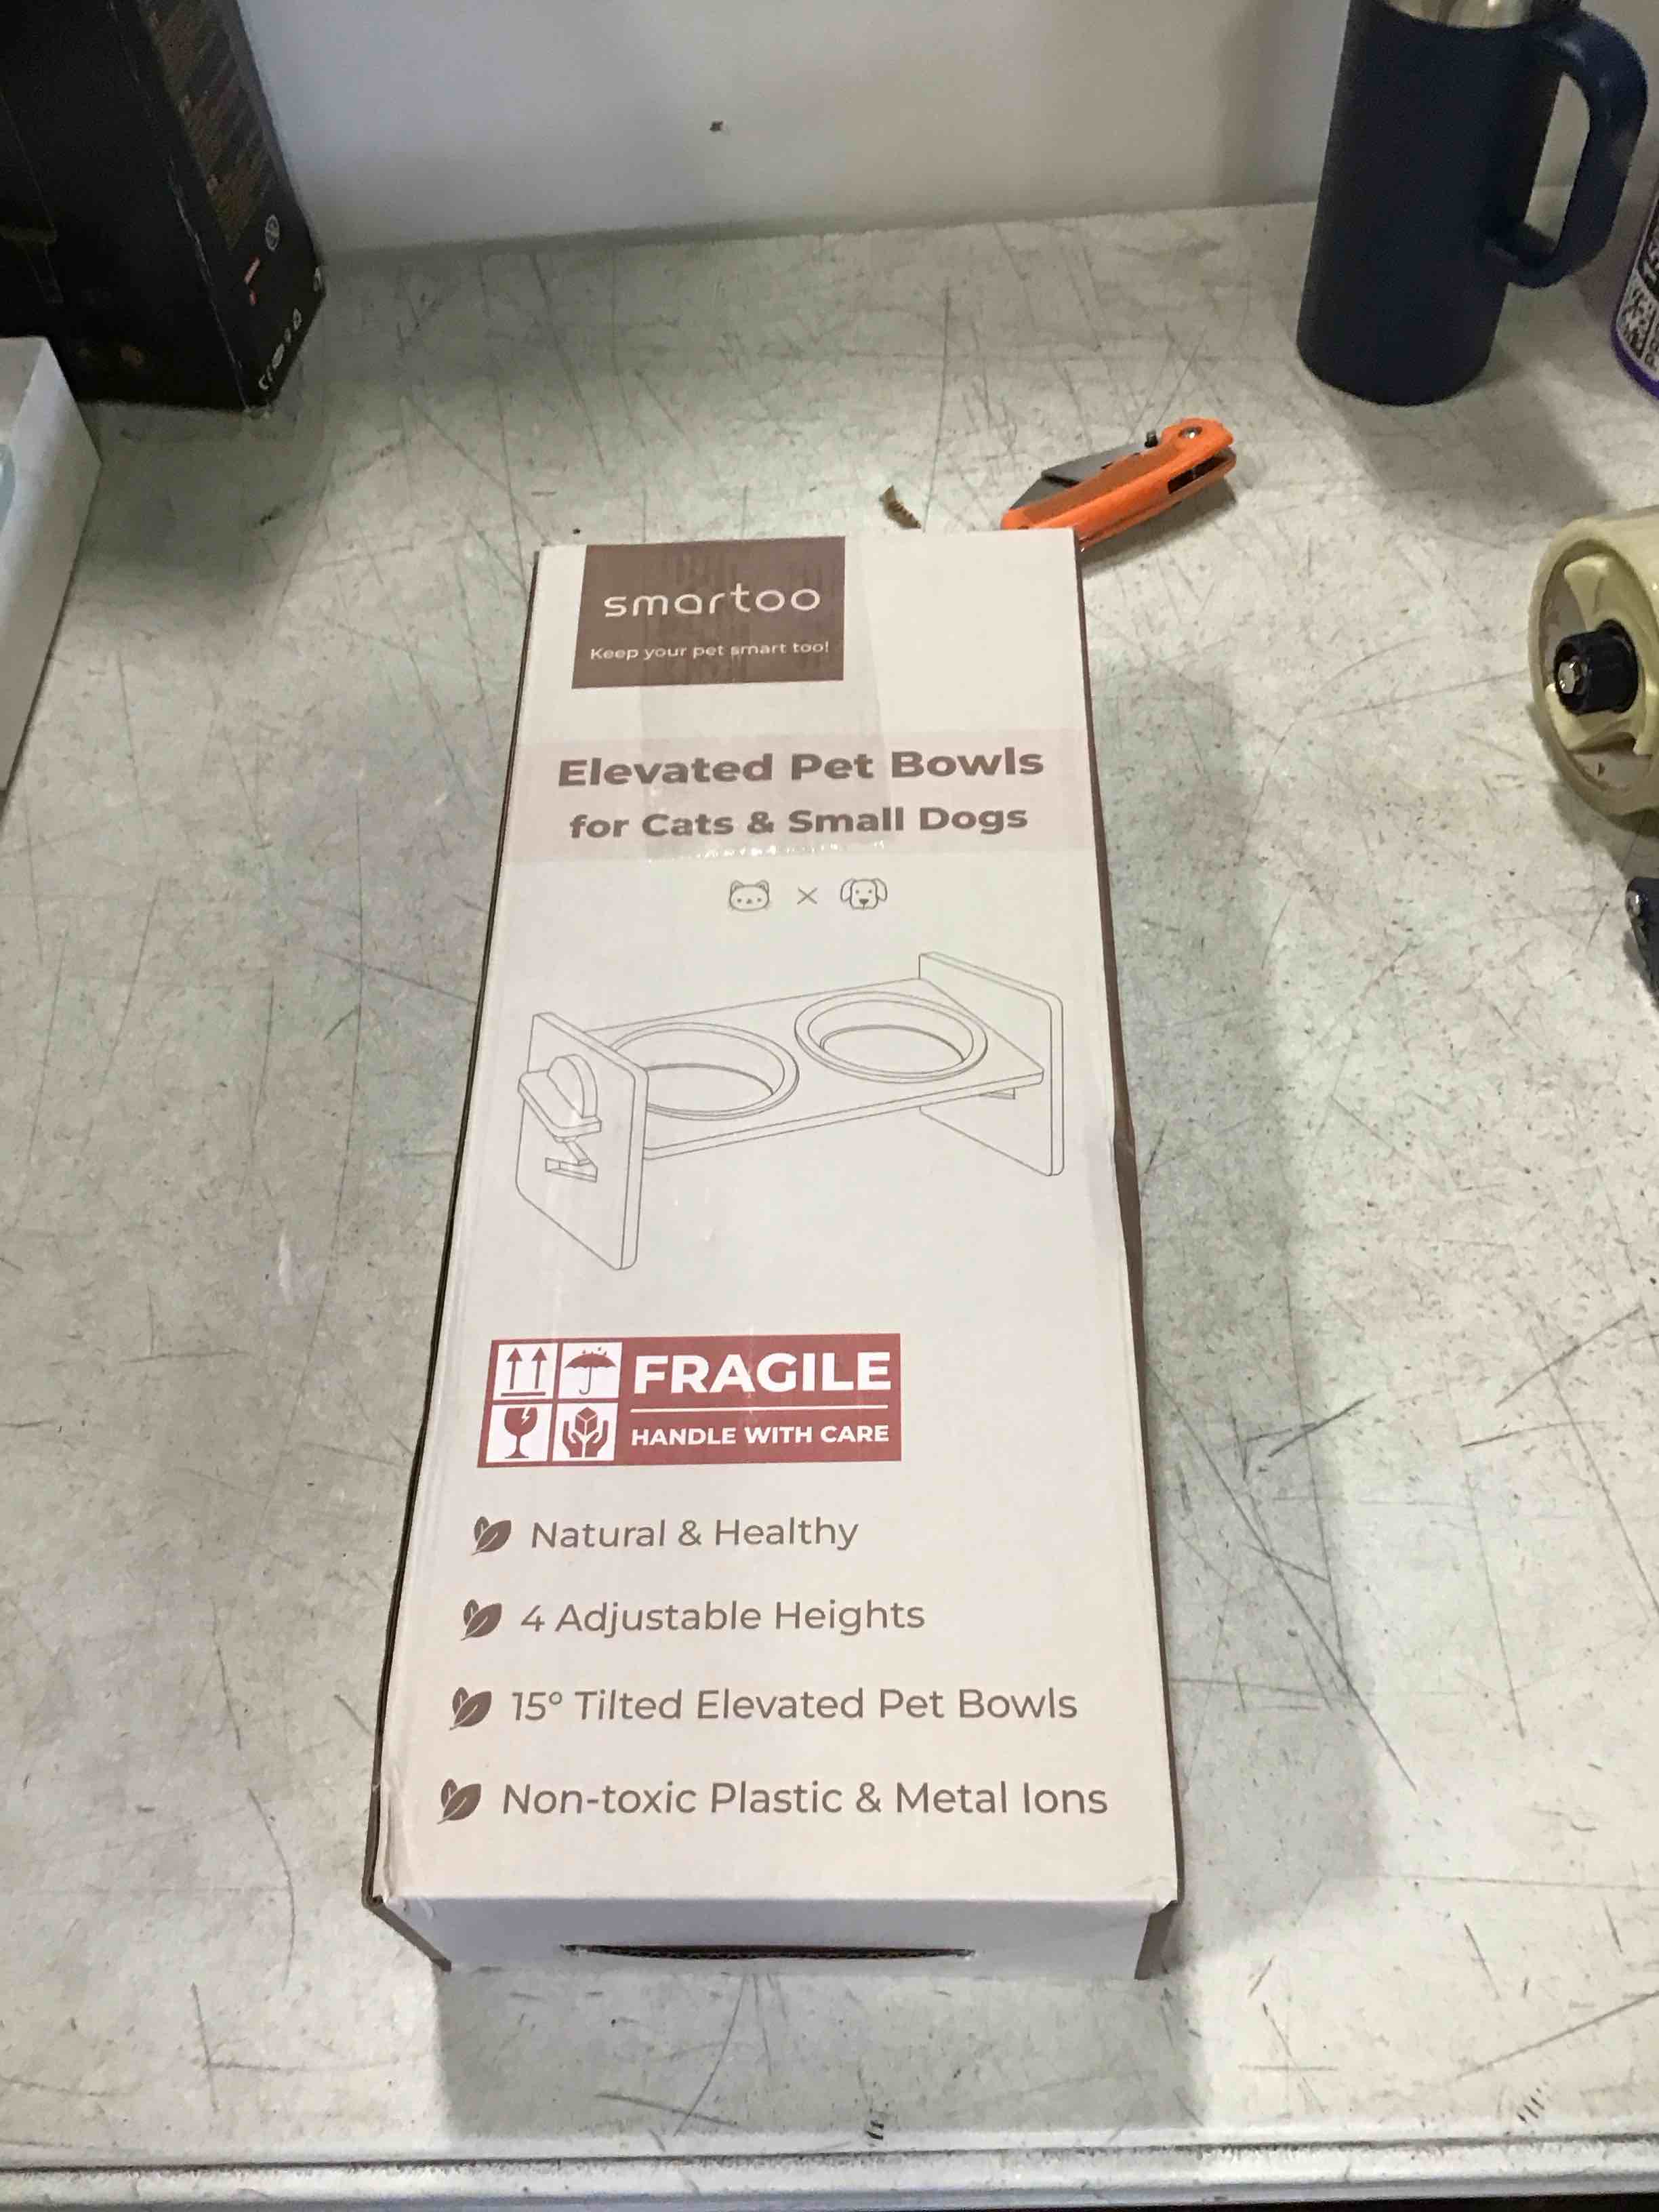 smartoo
Keep your pet smart too!
Elevated Pet Bowls
for Cats & Small Dogs
FRAGILE
HANDLE WITH CARE
Natural & Healthy
4 Adjustable Heights
15° Tilted Elevated Pet Bowls
Non-toxic Plastic & Metal Ions